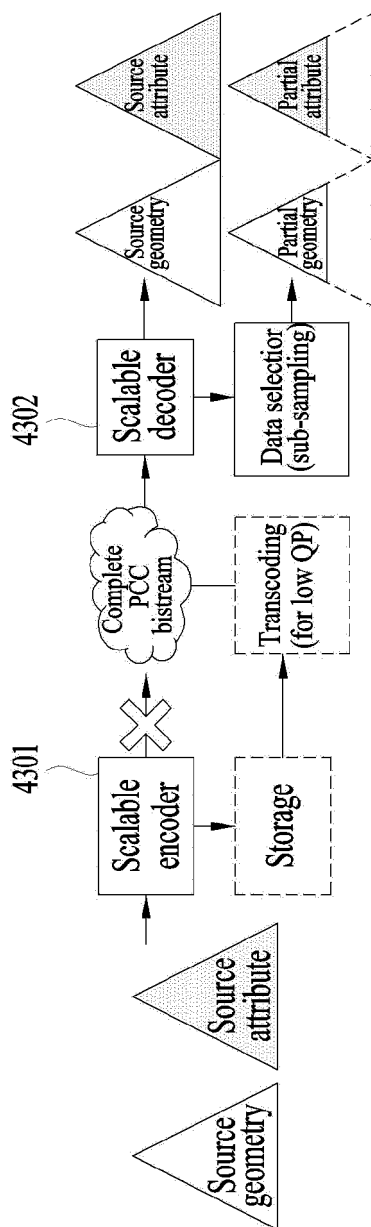 Source
geometry
Source
attribute
4301
Scalable
encoder
Storage
Complete
PCC
bistream
Transcoding
(for low QP)
4302
Scalable
decoder
Data selection
(sub-sampling)
Source
geometry
Source
attribute
Partial
geometry
Partial
attribute